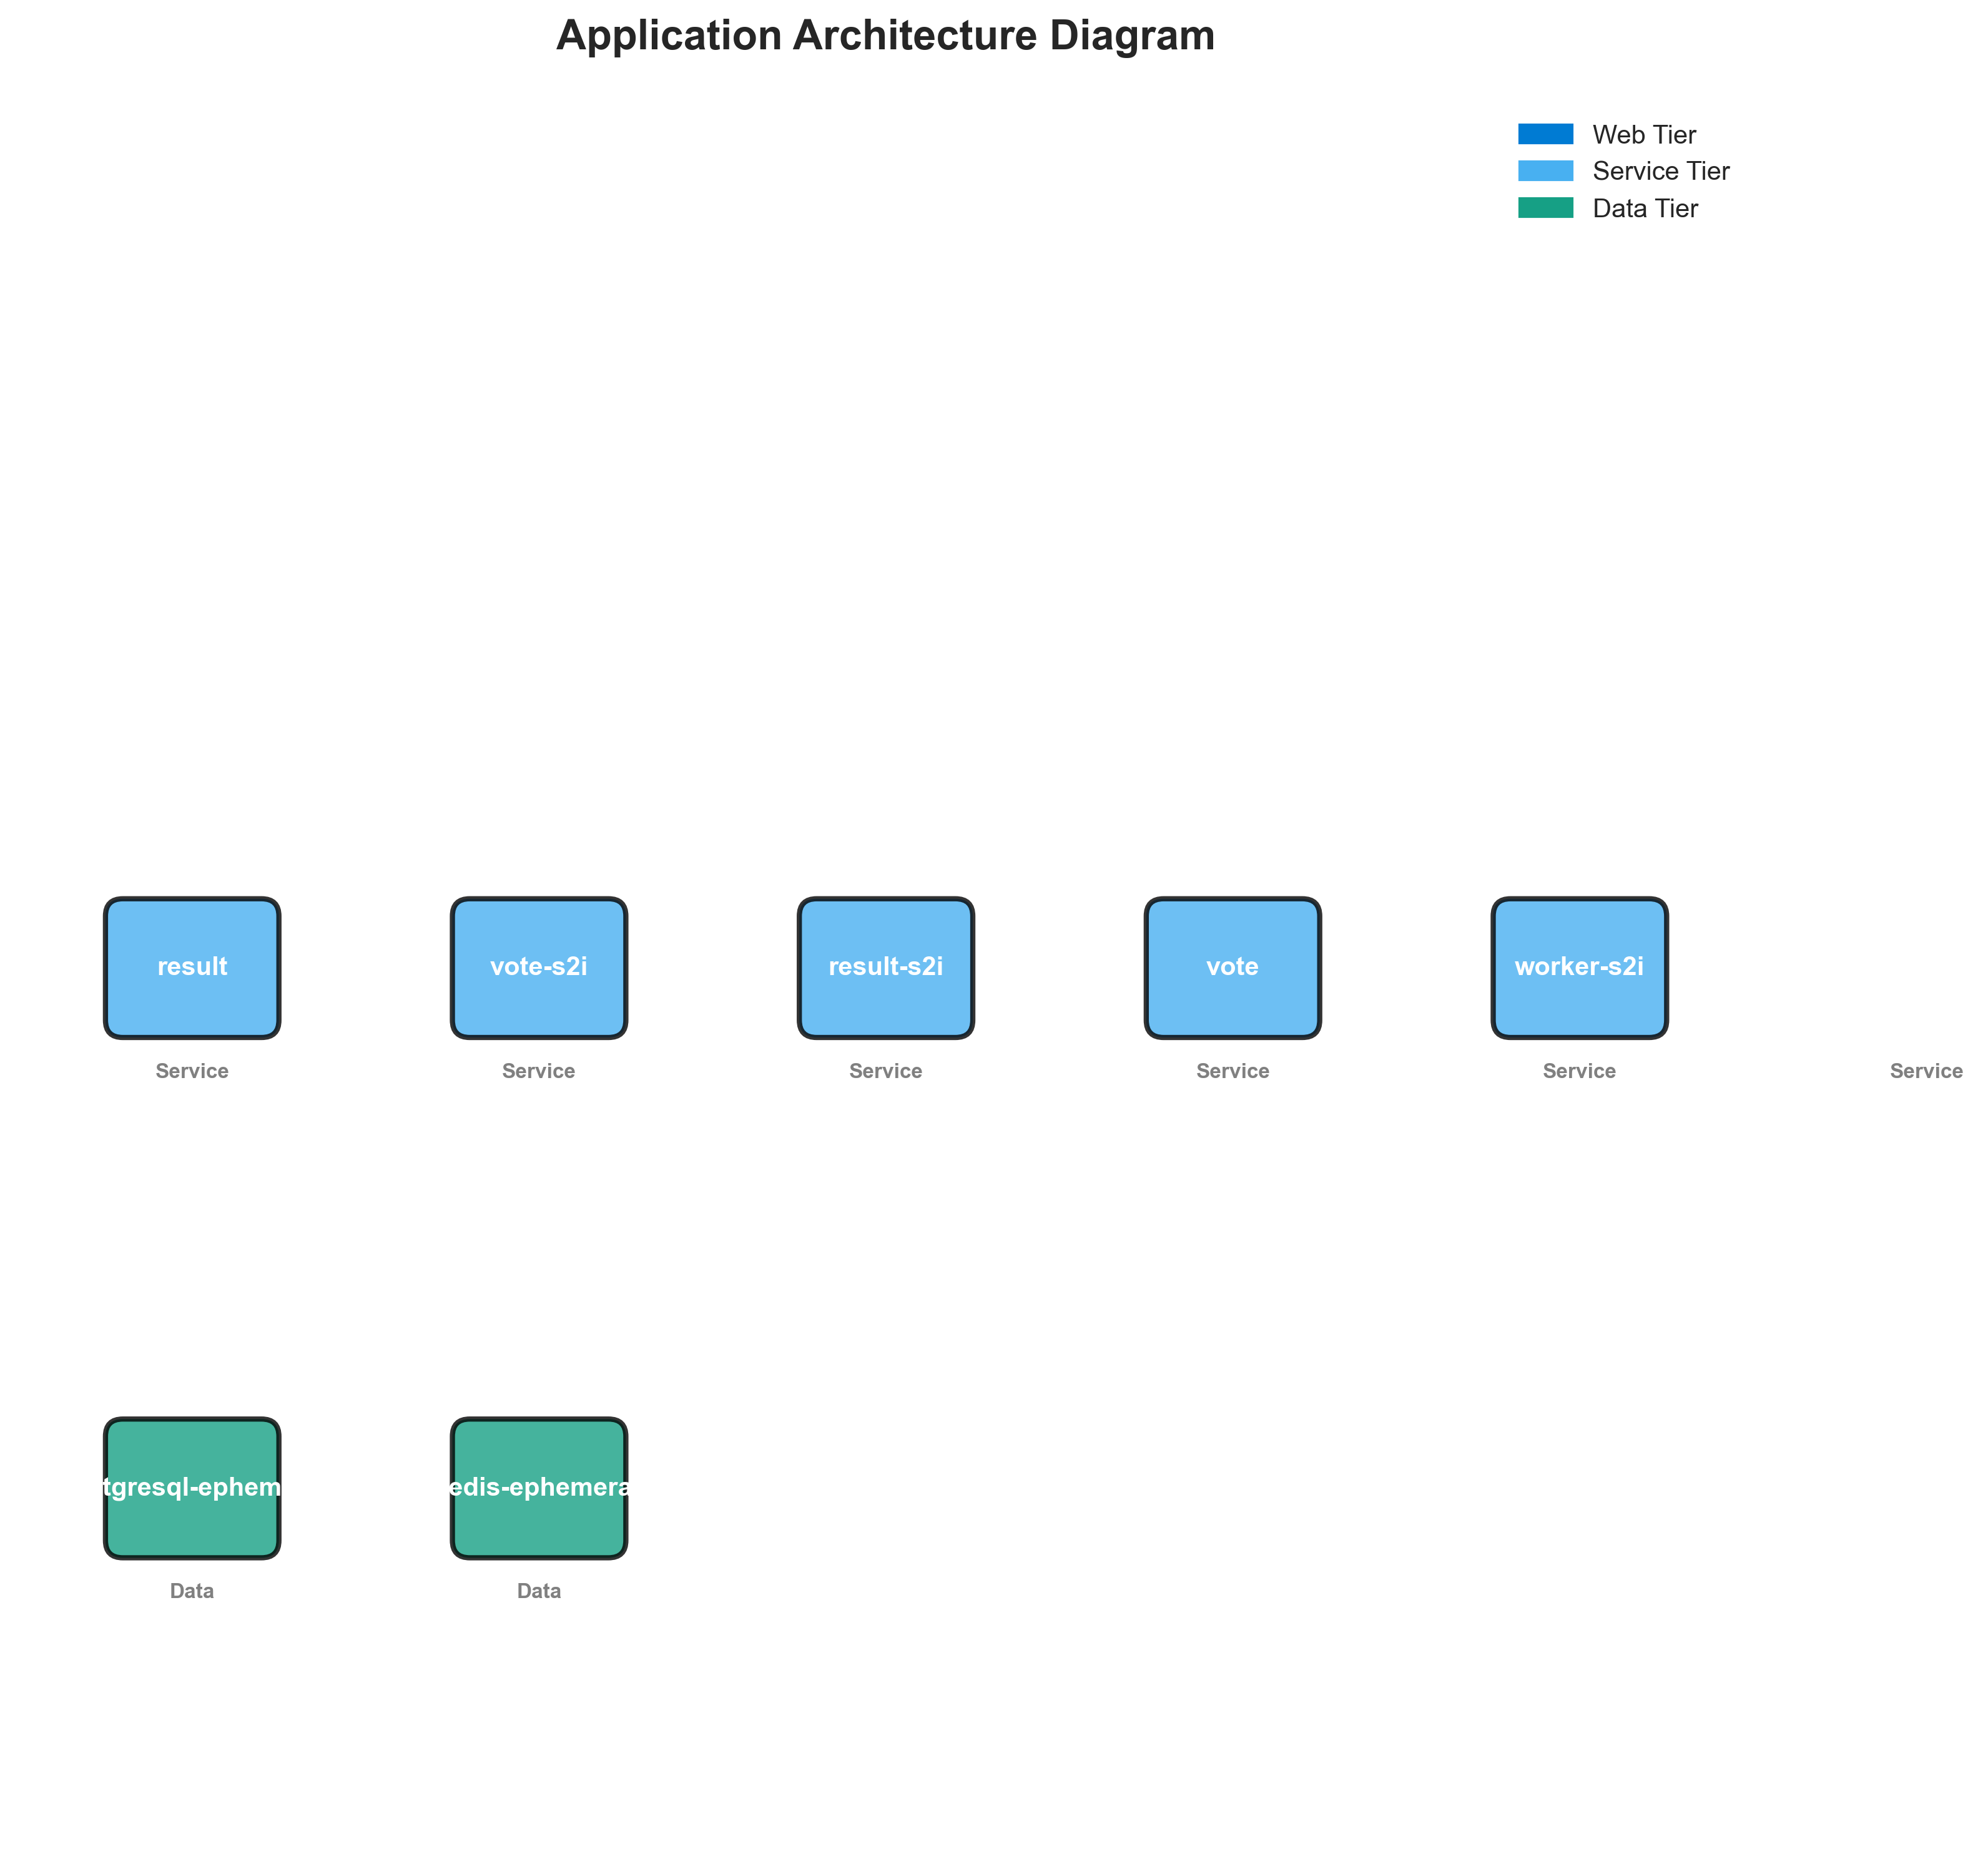 Application Architecture Diagram
Web Tier
Service Tier
Data Tier
result
vote-s2i
result-s2i
vote
worker-s2i
Service
Service
Service
Service
Service
Service
tgresql-ephem
edis-ephemera
Data
Data